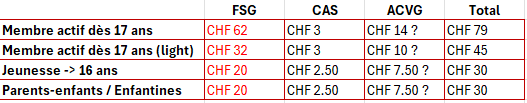 FSG CAS ACVG Total
Membre actif dès 17 ans CHF 62 CHF 3 CHF 14 ? CHF 79
Membre actif dès 17 ans (light) CHF 32 CHF 3 CHF 10 ? CHF 45
Jeunesse -> 16 ans CHF 20 CHF 2.50 CHF 7.50 ? CHF 30
Parents-enfants / Enfantines CHF 20 CHF 2.50 CHF 7.50 ? CHF 30